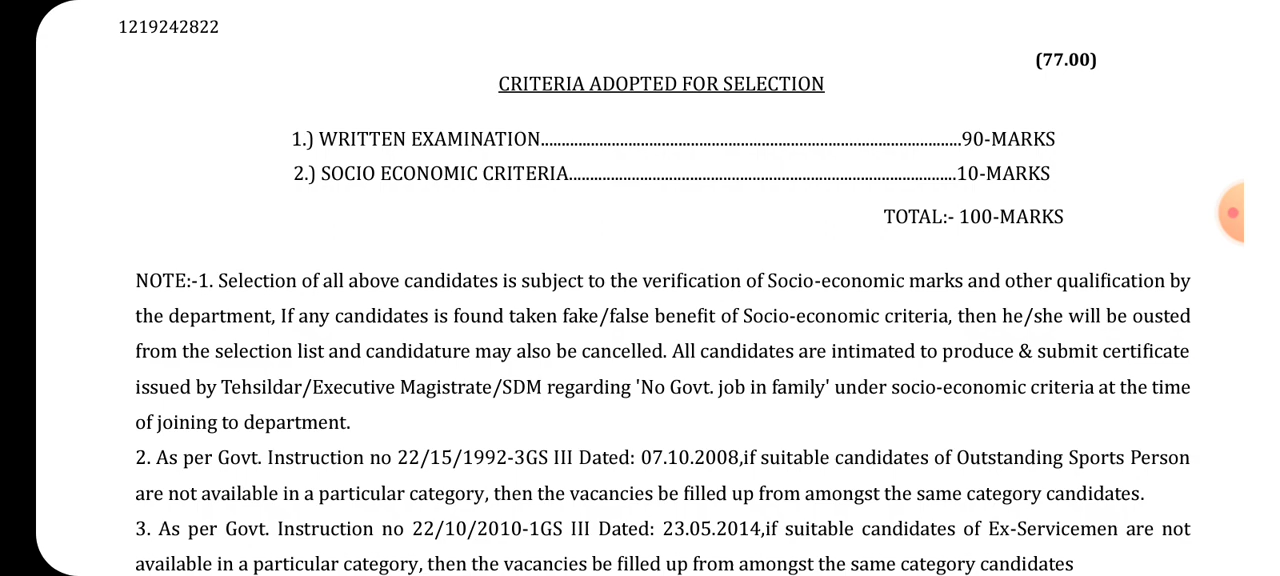 1219242822
(77.00)
CRITERIA ADOPTED FOR SELECTION
1.) WRITTEN EXAMINATION....................................................................................................90-MARKS
2.) SOCIO ECONOMIC CRITERIA............................................................................................10-MARKS
TOTAL:- 100-MARKS
NOTE:-1. Selection of all above candidates is subject to the verification of Socio-economic marks and other qualification by
the department, If any candidates is found taken fake/false benefit of Socio-economic criteria, then he/she will be ousted
from the selection list and candidature may also be cancelled. All candidates are intimated to produce & submit certificate
issued by Tehsildar/Executive Magistrate/SDM regarding 'No Govt. job in family' under socio-economic criteria at the time
of joining to department.
2. As per Govt. Instruction no 22/15/1992-3GS III Dated: 07.10.2008,if suitable candidates of Outstanding Sports Person
are not available in a particular category, then the vacancies be filled up from amongst the same category candidates.
3. As per Govt. Instruction no 22/10/2010-1GS III Dated: 23.05.2014,if suitable candidates of Ex-Servicemen are not
available in a particular category, then the vacancies be filled up from amongst the same category candidates